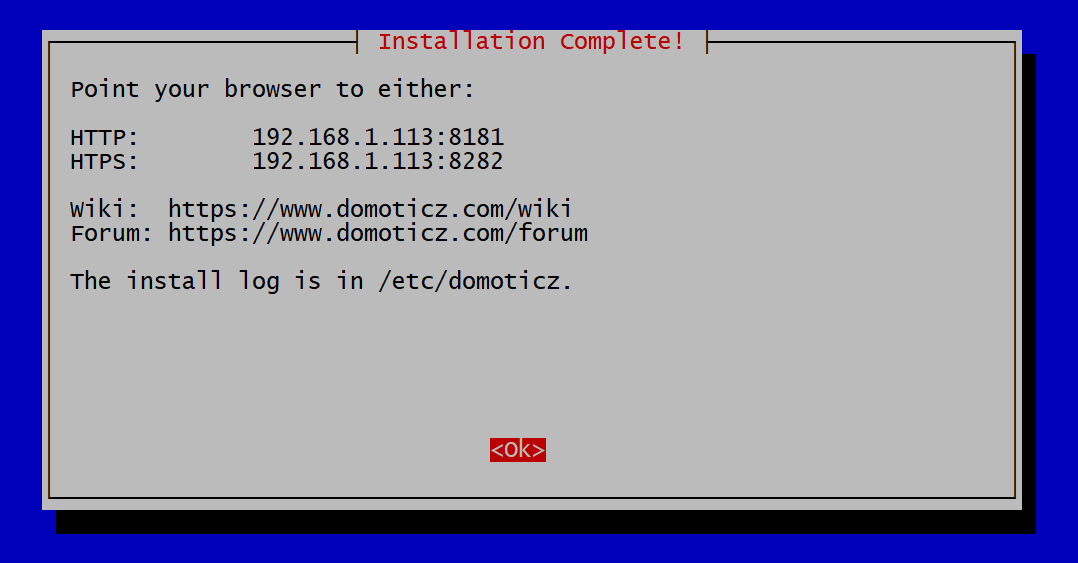 Installation Complete!
Point your browser to either:
HTTP: 192.168.1.113:8181
HTPS: 192.168.1.113:8282
Wiki: https://www.domoticz.com/wiki
Forum: https://www.domoticz.com/forum
The install log is in /etc/domoticz.
<Ok>